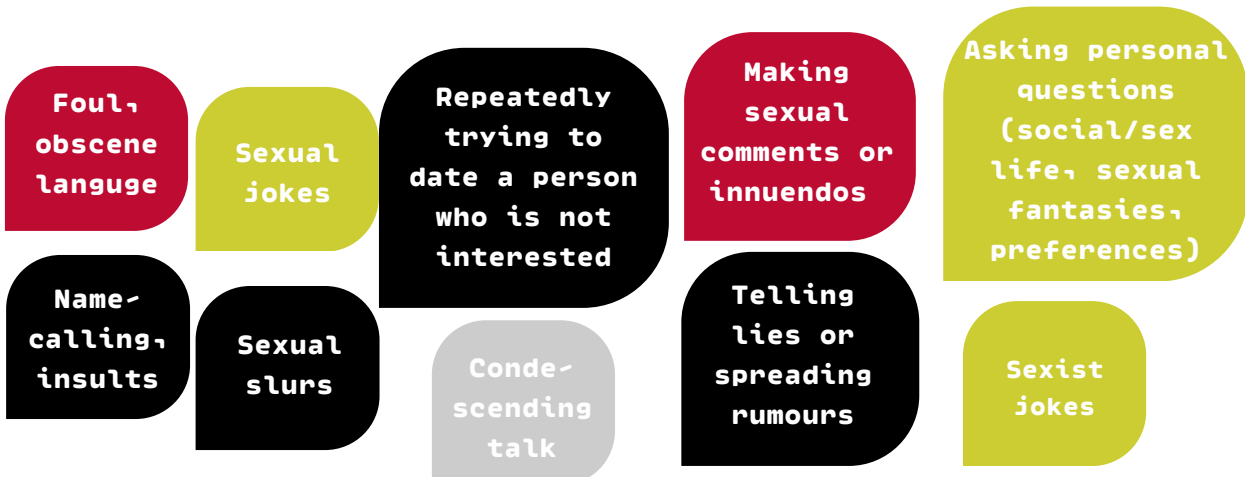 Foul,
obscene
languge
Sexual
jokes
Repeatedly
trying to
date a person
who is not
interested
Making
sexual
comments or
innuendos
Asking personal
questions
(social/sex
life, sexual
fantasies,
preferences)
Name-
calling,
insults
Sexual
slurs
Conde-
scending
talk
Telling
lies or
spreading
rumours
Sexist
jokes